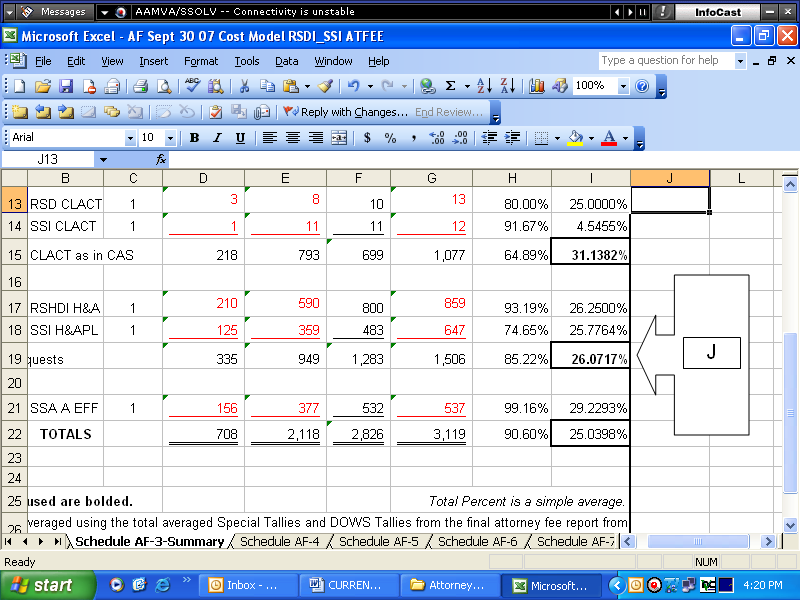 Messages AAMVA/SSOLV -- Connectivity is unstable InfoCast
Microsoft Excel - AF Sept 30 07 Cost Model RSDI_SSI ATFEE
File Edit View Insert Format Tools Data Window Help Type a question for help
100%
Reply with Changes... End Review...
Arial 10 B I U $ % ,
J13 fx
B C D E F G H I J L
13 RSD CLACT 1 3 8 10 13 80.00% 25.0000%
14 SSI CLACT 1 1 11 11 12 91.67% 4.5455%
15 CLACT as in CAS 218 793 699 1,077 64.89% 31.1382%
16
17 RSHDI H&A 1 210 590 800 859 93.19% 26.2500%
18 SSI H&APL 1 125 359 483 647 74.65% 25.7764%
J
19 quests 335 949 1,283 1,506 85.22% 26.0717%
20
21 SSA A EFF 1 156 377 532 537 99.16% 29.2293%
22 TOTALS 708 2,118 2,826 3,119 90.60% 25.0398%
23
24
25 used are bolded. Total Percent is a simple average.
26 veraged using the total averaged Special Tallies and DOWS Tallies from the final attorney fee report from
Schedule AF-3-Summary Schedule AF-4 Schedule AF-5 Schedule AF-6 Schedule AF-7
Ready NUM
start Inbox - ... CURREN... Attorney... Microsoft... 4:20 PM